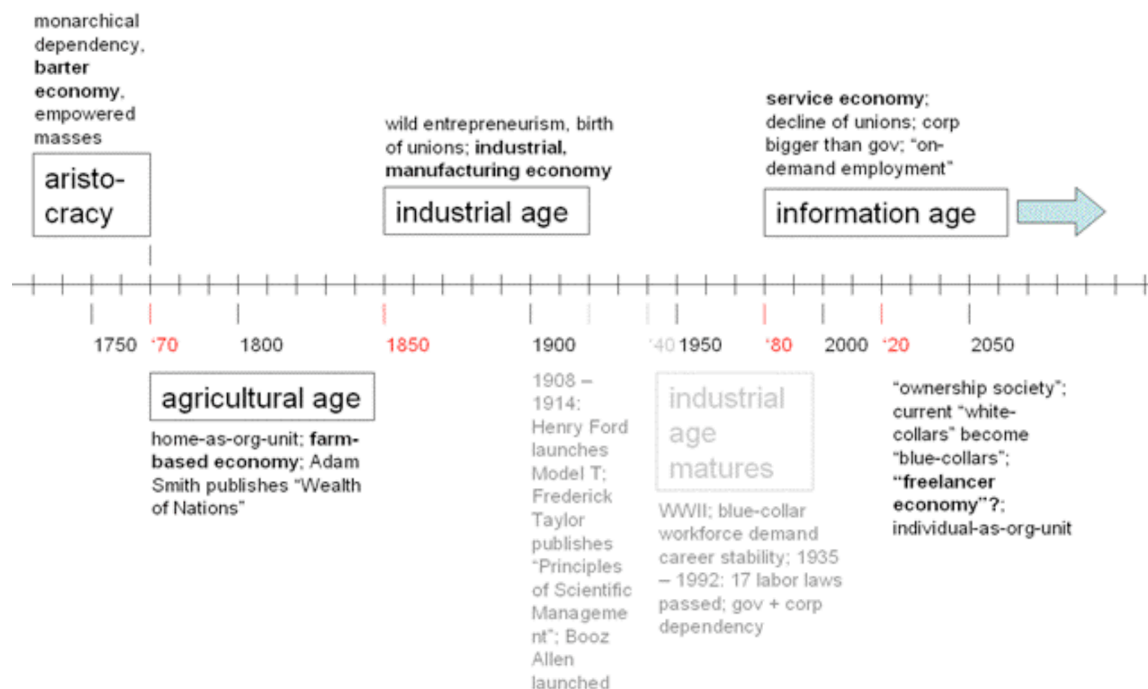 monarchical
dependency,
barter
economy,
empowered
masses
aristo-
cracy
wild entrepreneurism, birth
of unions; industrial,
manufacturing economy
industrial age
service economy;
decline of unions; corp
bigger than gov; “on-
demand employment”
information age
1750
‘70
1800
1850
1900
‘40
1950
‘80
2000
‘20
2050
agricultural age
home-as-org-unit; farm-
based economy; Adam
Smith publishes “Wealth
of Nations”
1908 –
1914:
Henry Ford
launches
Model T;
Frederick
Taylor
publishes
“Principles
of Scientific
Manageme
nt”; Booz
Allen
launched
industrial
age
matures
WWII; blue-collar
workforce demand
career stability; 1935
– 1992: 17 labor laws
passed; gov + corp
dependency
“ownership society”;
current “white-
collars” become
“blue-collars”;
“freelancer
economy”?;
individual-as-org-unit